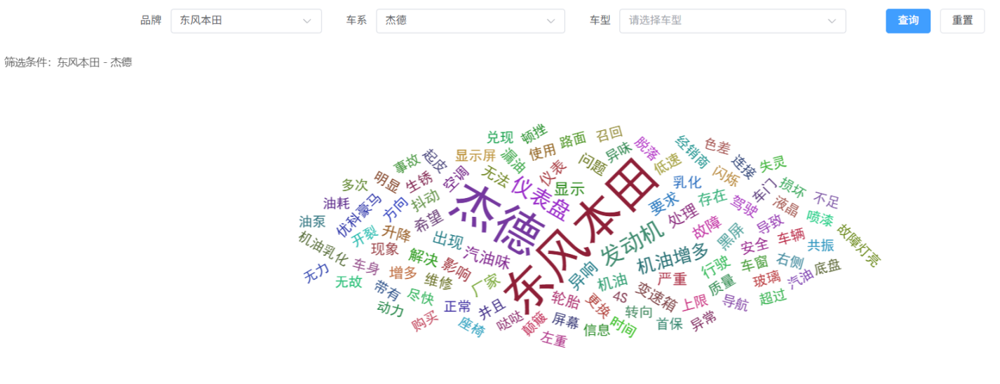 品牌 东风本田 车系 杰德 车型 请选择车型 查询 重置
筛选条件：东风本田 - 杰德
兑现 顿挫 路面 召回
显示屏 漏油 使用 问题 异味 脱落 经销商 色差
事故 起皮 空调 无法 仪表 低速 闪烁 连接 失灵
多次 明显 生锈 仪表盘 显示 东风本田 乳化 车门 损坏 不足
油耗 优科豪马 方向 抖动 杰德 要求 存在 驾驶 液晶 喷漆
油泵 开裂 升降 希望 发动机 处理 故障 黑屏 导致 故障灯亮
机油乳化 现象 出现 汽油味 机油增多 安全 车辆 共振
无力 车身 增多 解决 影响 异响 行驶 车窗 右侧 底盘
无故 带有 维修 厂家 机油 严重 质量 玻璃 汽油
动力 尽快 正常 并且 轮胎 更换 4S 变速箱 上限 导航 超过
购买 座椅 哒哒 颠簸 屏幕 信息 时间 转向 首保 异常
左重